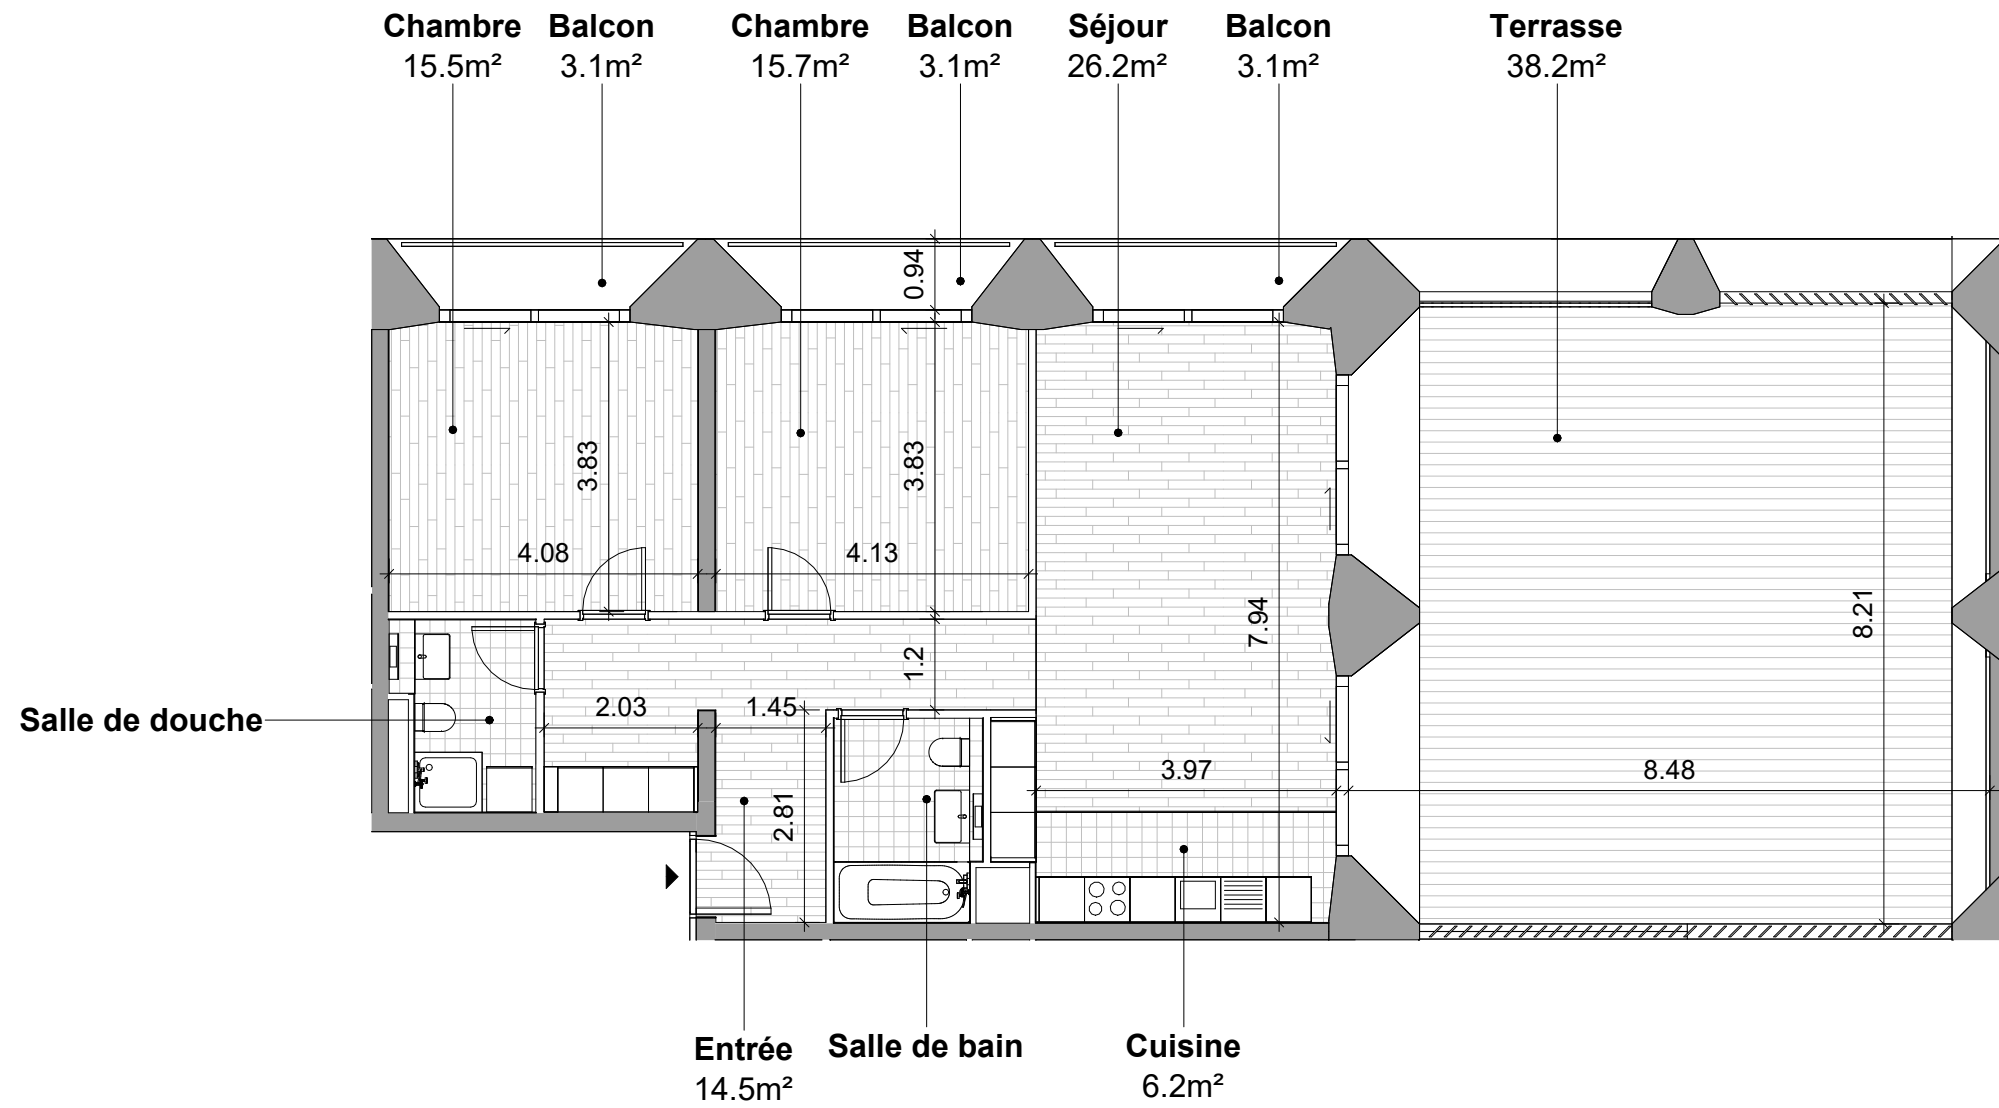 Chambre
15.5m²
Balcon
3.1m²
Chambre
15.7m²
Balcon
3.1m²
Séjour
26.2m²
Balcon
3.1m²
Terrasse
38.2m²
0.94
3.83
3.83
4.08
4.13
7.94
8.21
1.2
2.03
1.45
Salle de douche
3.97
8.48
2.81
Entrée
14.5m²
Salle de bain
Cuisine
6.2m²